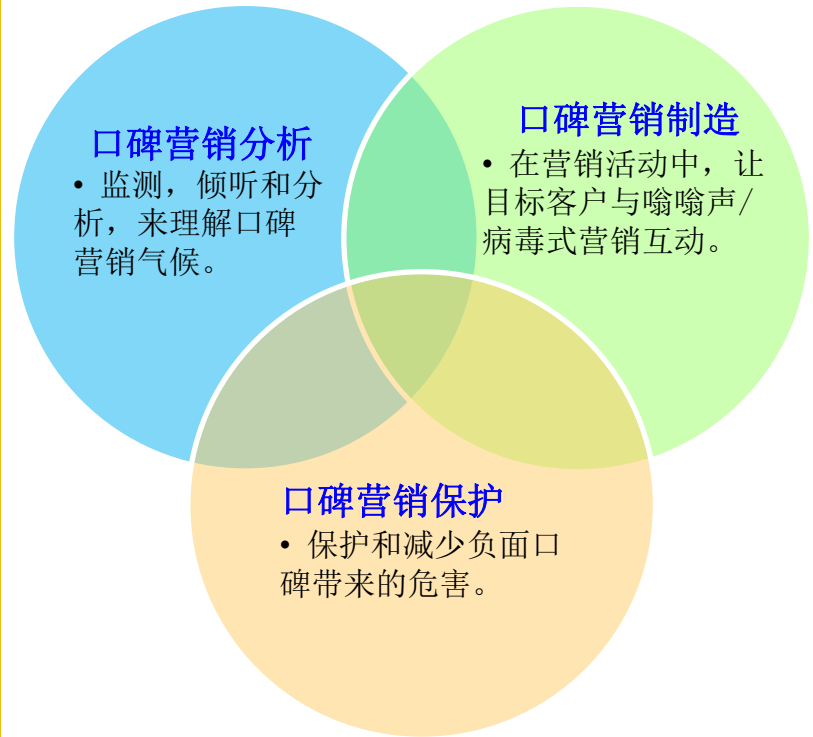 口碑营销分析
• 监测，倾听和分
析，来理解口碑
营销气候。
口碑营销制造
• 在营销活动中，让
目标客户与嗡嗡声/
病毒式营销互动。
口碑营销保护
• 保护和减少负面口
碑带来的危害。